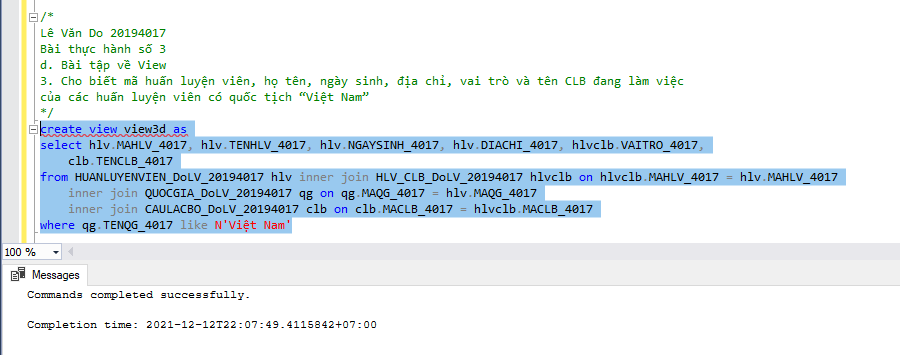 /*
Lê Văn Do 20194017
Bài thực hành số 3
d. Bài tập về View
3. Cho biết mã huấn luyện viên, họ tên, ngày sinh, địa chỉ, vai trò và tên CLB đang làm việc
của các huấn luyện viên có quốc tịch “Việt Nam”
*/
create view view3d as
select hlv.MAHLV_4017, hlv.TENHLV_4017, hlv.NGAYSINH_4017, hlv.DIACHI_4017, hlvclb.VAITRO_4017,
clb.TENCLB_4017
from HUANLUYENVIEN_DoLV_20194017 hlv inner join HLV_CLB_DoLV_20194017 hlvclb on hlvclb.MAHLV_4017 = hlv.MAHLV_4017
inner join QUOCGIA_DoLV_20194017 qg on qg.MAQG_4017 = hlv.MAQG_4017
inner join CAULACBO_DoLV_20194017 clb on clb.MACLB_4017 = hlvclb.MACLB_4017
where qg.TENQG_4017 like N'Việt Nam'
100 %
Messages
Commands completed successfully.
Completion time: 2021-12-12T22:07:49.4115842+07:00